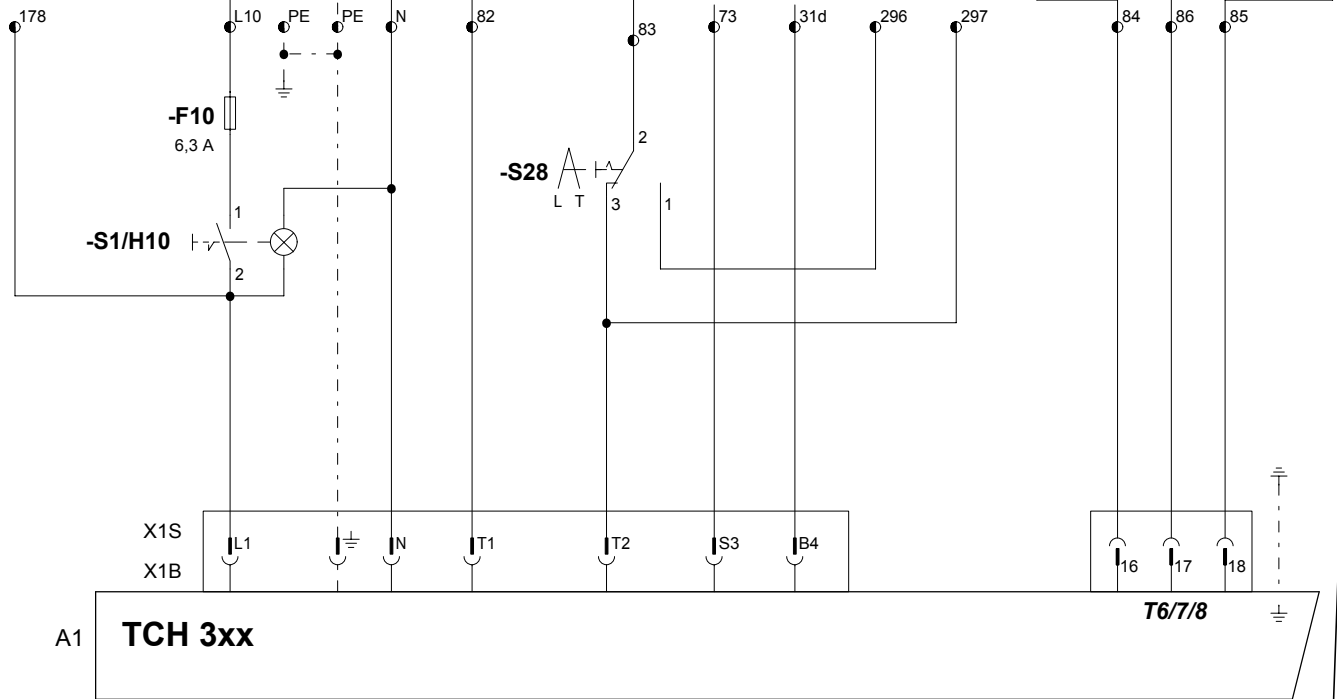 178 L10 PE PE N 82 83 73 31d 296 297 84 86 85
-F10
6,3 A
2
-S28
L T 3 1
1
-S1/H10
2
X1S
L1 N T1 T2 S3 B4
X1B
16 17 18
T6/7/8
A1 TCH 3xx